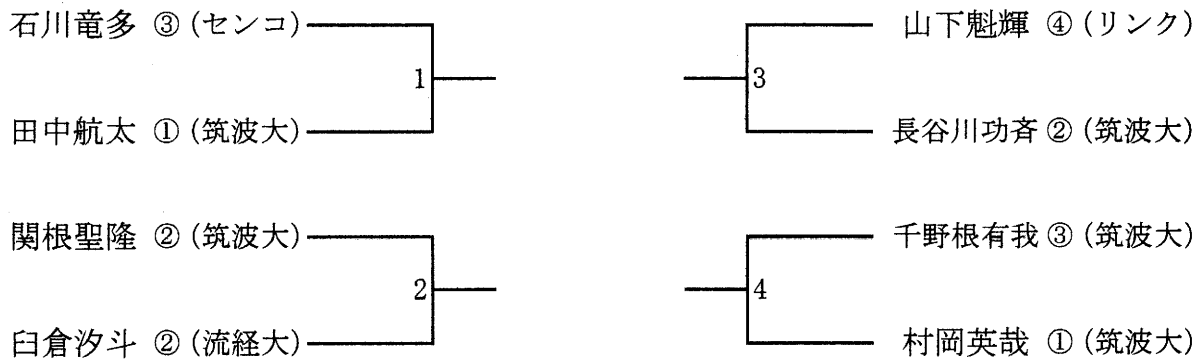 石川竜多 ③ (センコ)
1
田中航太 ① (筑波大)
関根聖隆 ② (筑波大)
2
臼倉汐斗 ② (流経大)
山下魁輝 ④ (リンク)
3
長谷川功斉 ② (筑波大)
千野根有我 ③ (筑波大)
4
村岡英哉 ① (筑波大)